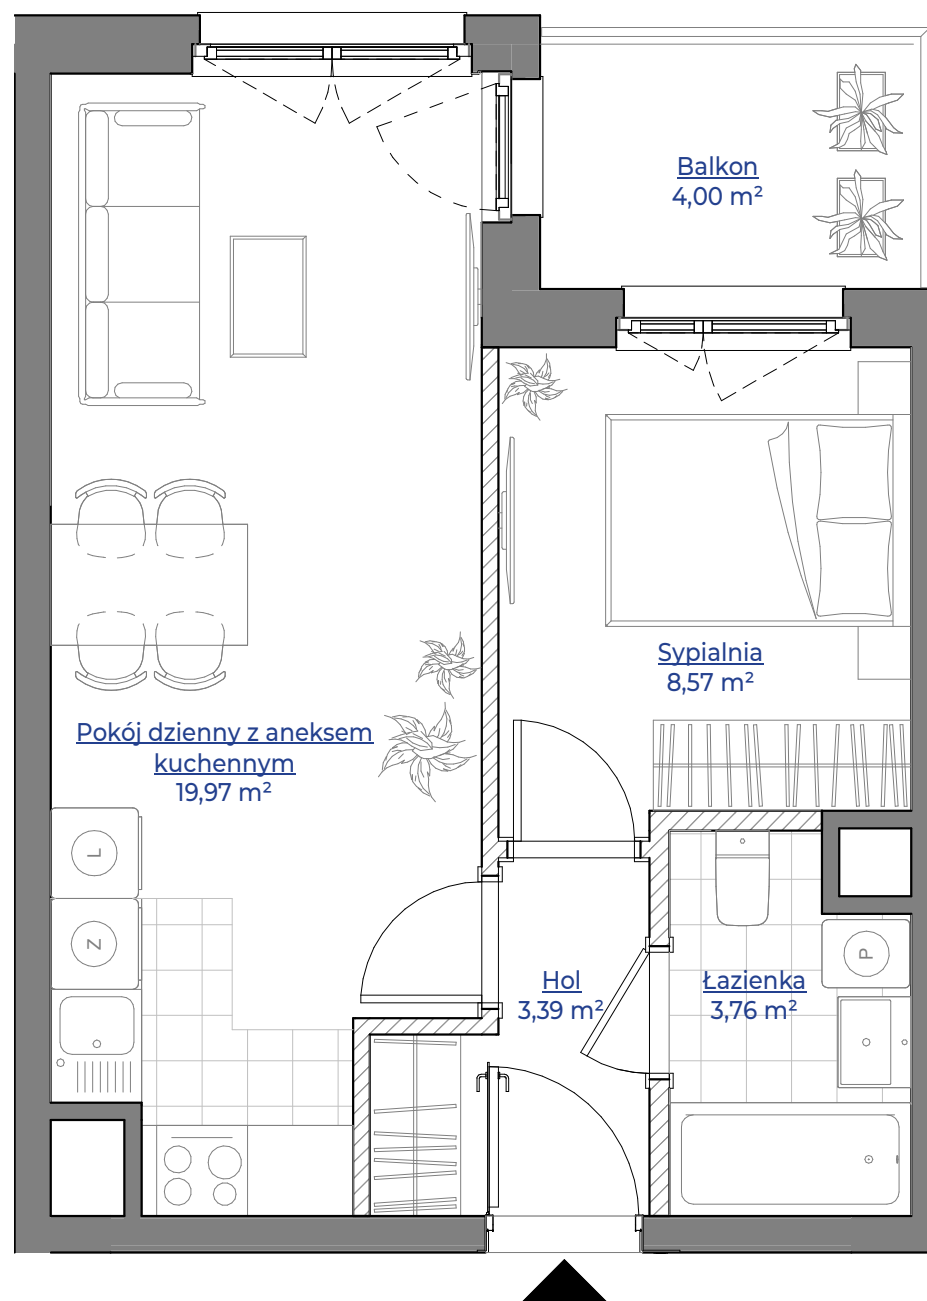 Balkon
4,00 m²
Sypialnia
8,57 m²
Pokój dzienny z aneksem
kuchennym
19,97 m²
L
Z
Hol
3,39 m²
Łazienka
3,76 m²
P